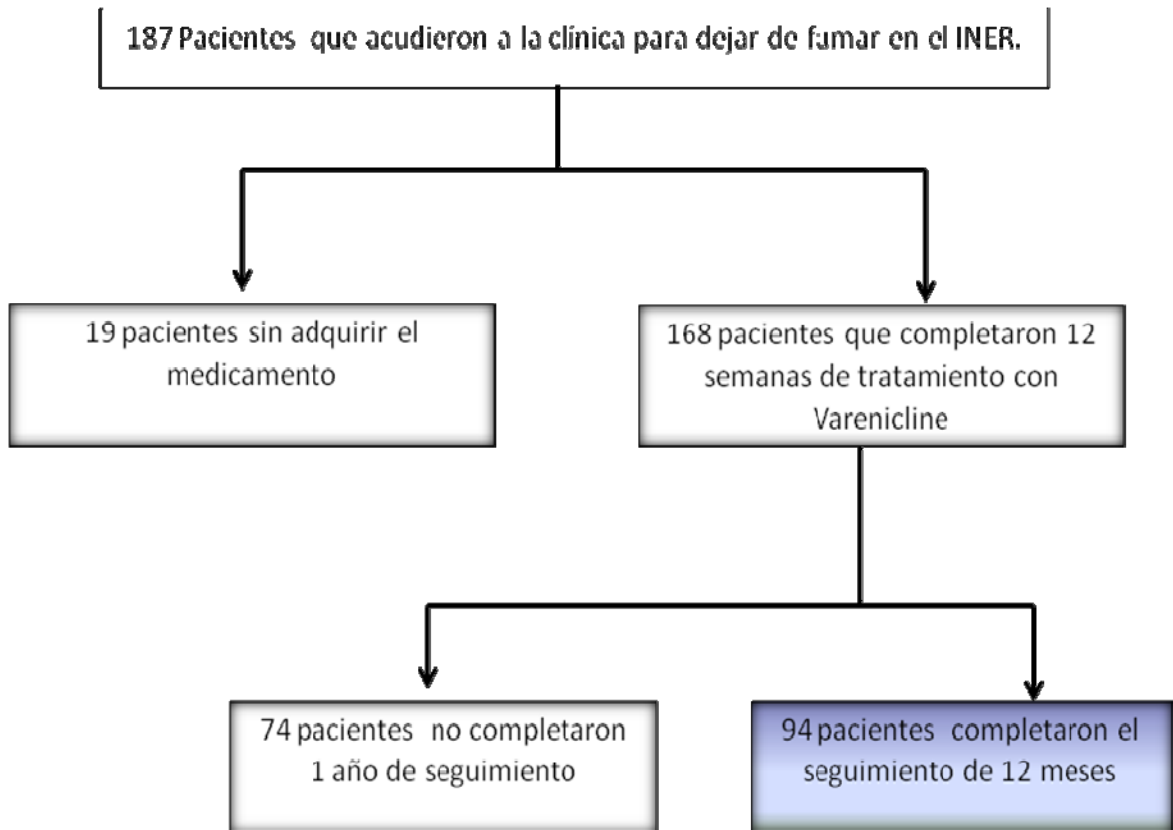 187 Pacientes que acudieron a la clínica para dejar de fumar en el INER.
19 pacientes sin adquirir el
medicamento
168 pacientes que completaron 12
semanas de tratamiento con
Varenicline
74 pacientes no completaron
1 año de seguimiento
94 pacientes completaron el
seguimiento de 12 meses